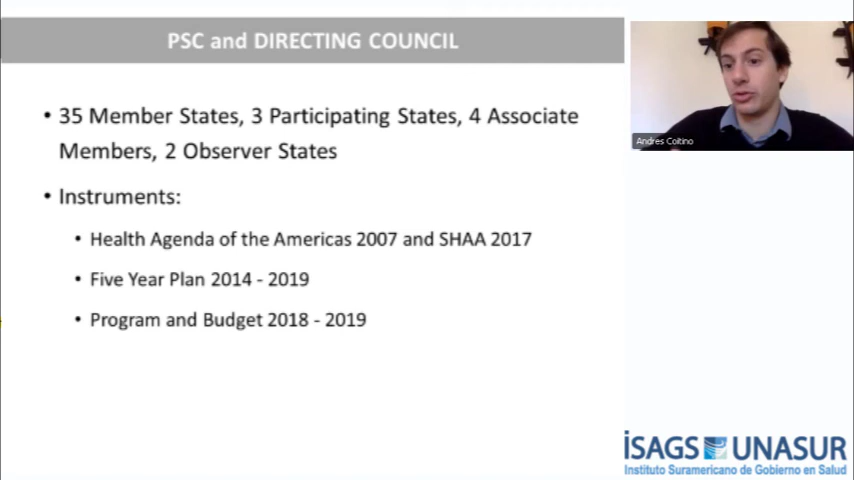 PSC and DIRECTING COUNCIL
• 35 Member States, 3 Participating States, 4 Associate
Members, 2 Observer States
• Instruments:
• Health Agenda of the Americas 2007 and SHAA 2017
• Five Year Plan 2014 - 2019
• Program and Budget 2018 - 2019
Andres Coitino
iSAGS UNASUR
Instituto Suramericano de Gobierno en Salud